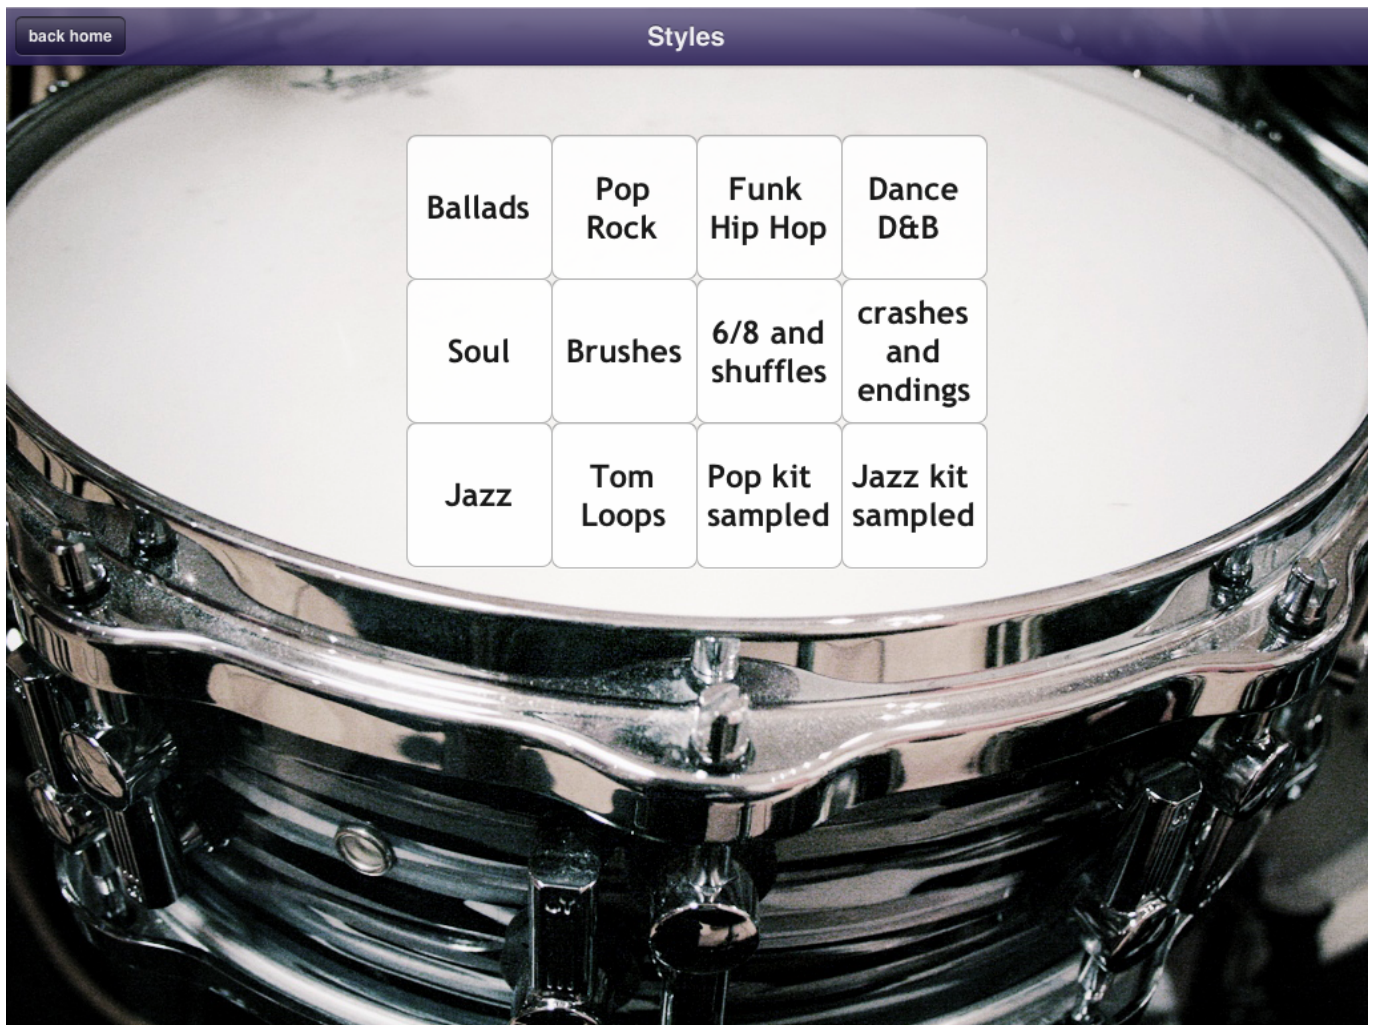 back home
Styles
Ballads
Pop
Rock
Funk
Hip Hop
Dance
D&B
Soul
Brushes
6/8 and
shuffles
crashes
and
endings
Jazz
Tom
Loops
Pop kit
sampled
Jazz kit
sampled